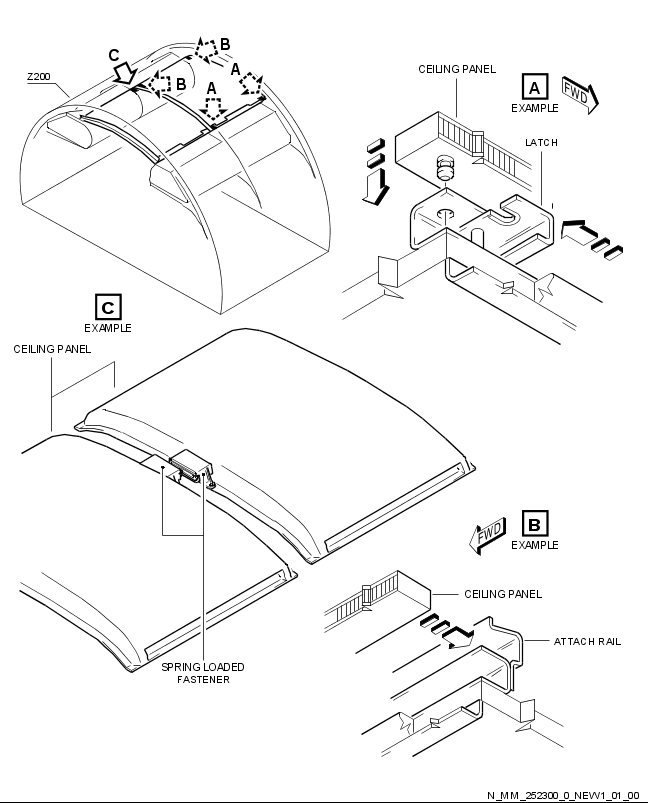 C
B
Z200
B
A
A
CEILING PANEL
A
FWD
EXAMPLE
LATCH
C
EXAMPLE
CEILING PANEL
FWD
B
EXAMPLE
CEILING PANEL
ATTACH RAIL
SPRING LOADED
FASTENER
N_MM_252300_0_NEW1_01_00